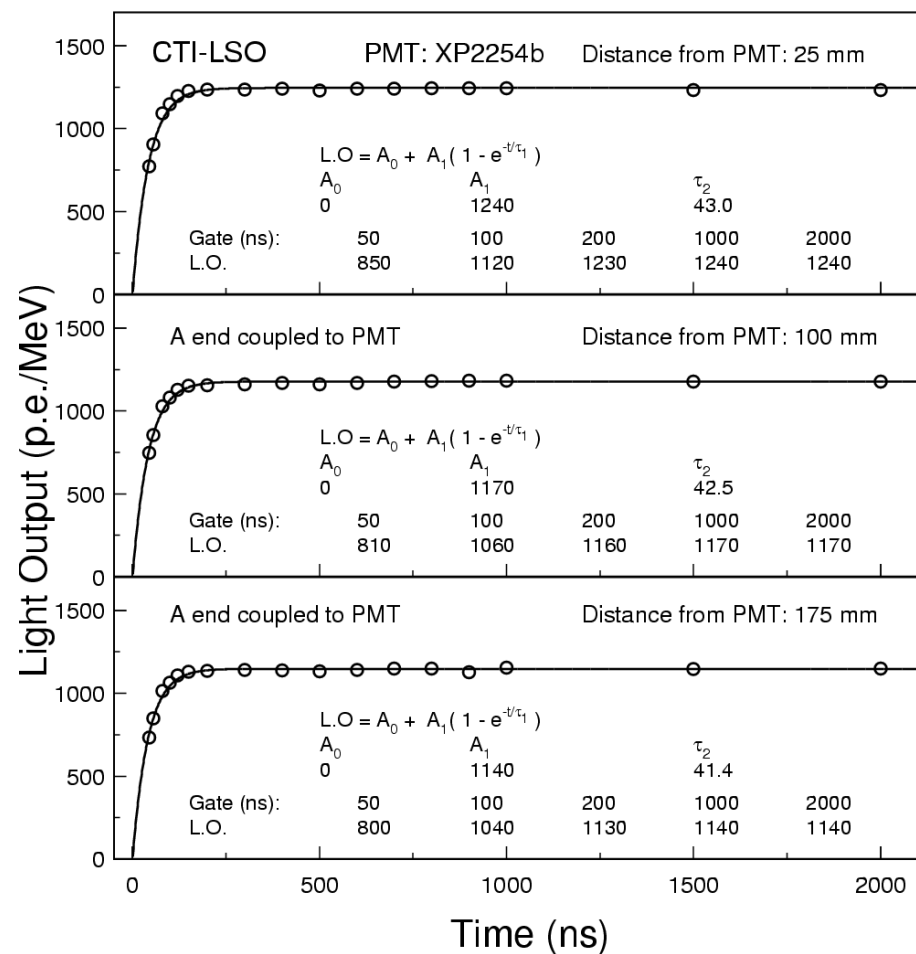 CTI-LSO PMT: XP2254b Distance from PMT: 25 mm
L.O = A0 + A1( 1 - e-t/τ1)
A0 A1 τ2
0 1240 43.0
Gate (ns): 50 100 200 1000 2000
L.O. 850 1120 1230 1240 1240
1500
1000
500
0
A end coupled to PMT Distance from PMT: 100 mm
L.O = A0 + A1( 1 - e-t/τ1)
A0 A1 τ2
0 1170 42.5
Gate (ns): 50 100 200 1000 2000
L.O. 810 1060 1160 1170 1170
1500
1000
500
0
A end coupled to PMT Distance from PMT: 175 mm
L.O = A0 + A1( 1 - e-t/τ1)
A0 A1 τ2
0 1140 41.4
Gate (ns): 50 100 200 1000 2000
L.O. 800 1040 1130 1140 1140
1500
1000
500
0
Light Output (p.e./MeV)
0 500 1000 1500 2000
Time (ns)